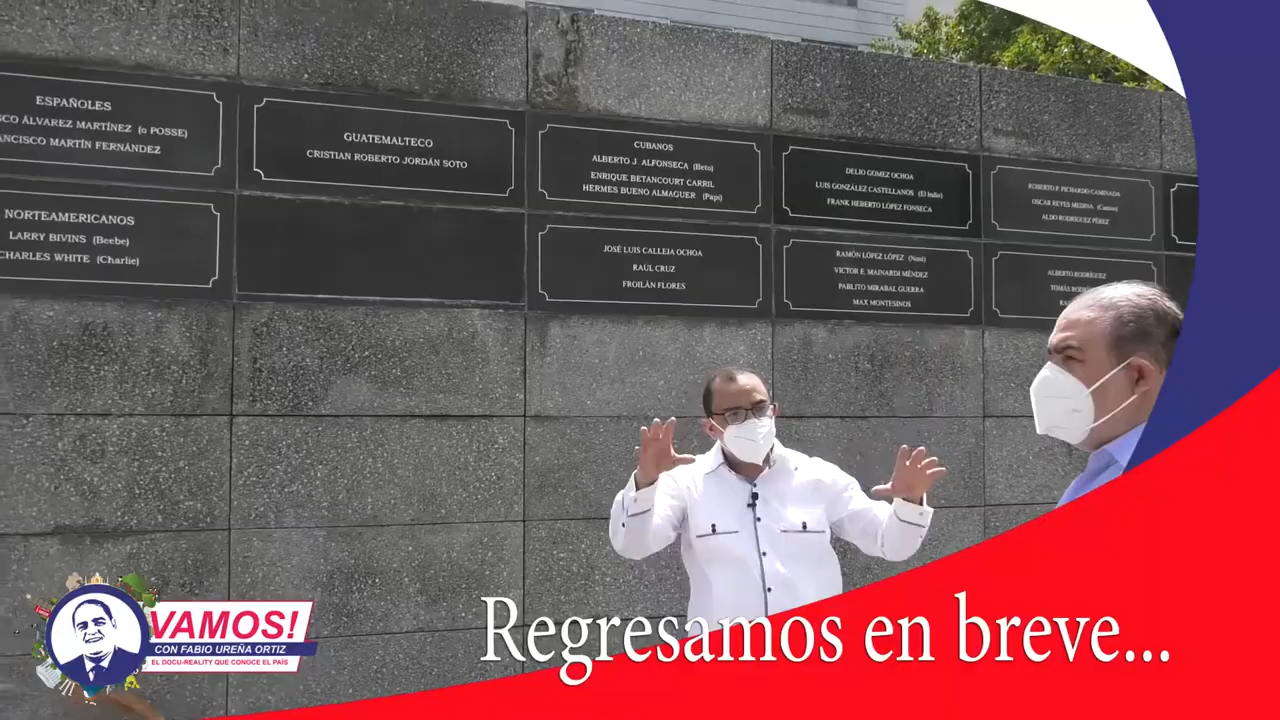 ESPAÑOLES
SCO ÁLVAREZ MARTÍNEZ (o POSSE)
ANCISCO MARTÍN FERNÁNDEZ
NORTEAMERICANOS
LARRY BIVINS (Beebe)
CHARLES WHITE (Charlie)
GUATEMALTECO
CRISTIAN ROBERTO JORDÁN SOTO
CUBANOS
ALBERTO J. ALFONSECA (Beto)
ENRIQUE BETANCOURT CARRIL
HERMES BUENO ALMAGUER (Papi)
JOSÉ LUIS CALLEJA OCHOA
RAÚL CRUZ
FROILÁN FLORES
DELIO GOMEZ OCHOA
LUIS GONZÁLEZ CASTELLANOS (El Indio)
FRANK HEBERTO LÓPEZ FONSECA
RAMÓN LÓPEZ LÓPEZ (Nené)
VICTOR E. MAINARDI MÉNDEZ
PABLITO MIRABAL GUERRA
MAX MONTESINOS
ROBERTO P. PICHARDO CAMINADA
OSCAR REYES MEDINA
ALDO RODRÍGUEZ PÉREZ
ALBERTO RODRÍGUEZ
TOMÁS
VAMOS!
CON FABIO UREÑA ORTIZ
EL DOCU-REALITY QUE CONOCE EL PAÍS
Regresamos en breve...